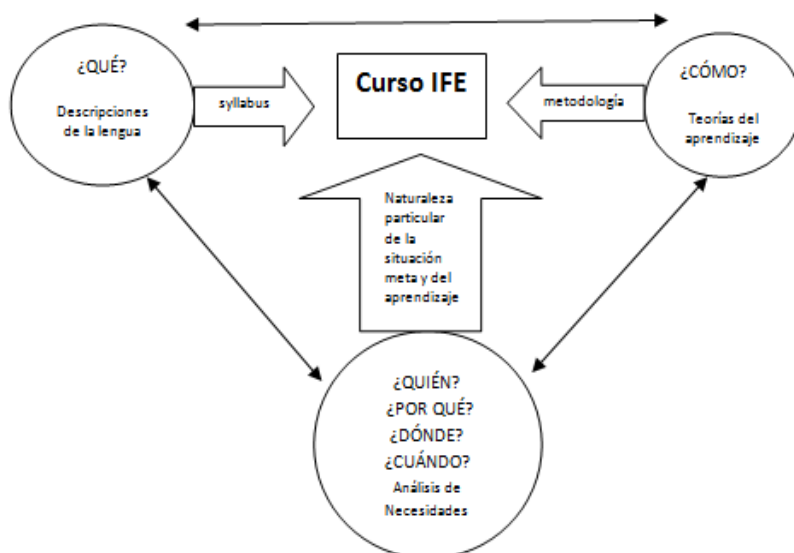 ¿QUÉ?
Descripciones
de la lengua
syllabus
Curso IFE
metodología
¿CÓMO?
Teorías del
aprendizaje
Naturaleza
particular
de la
situación
meta y del
aprendizaje
¿QUIÉN?
¿POR QUÉ?
¿DÓNDE?
¿CUÁNDO?
Análisis de
Necesidades